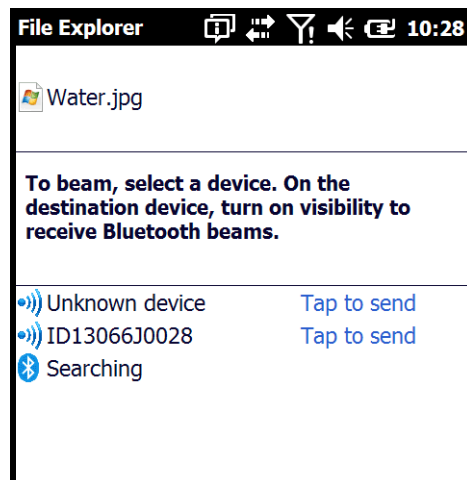 File Explorer 10:28
Water.jpg
To beam, select a device. On the
destination device, turn on visibility to
receive Bluetooth beams.
Unknown device Tap to send
ID13066J0028 Tap to send
Searching